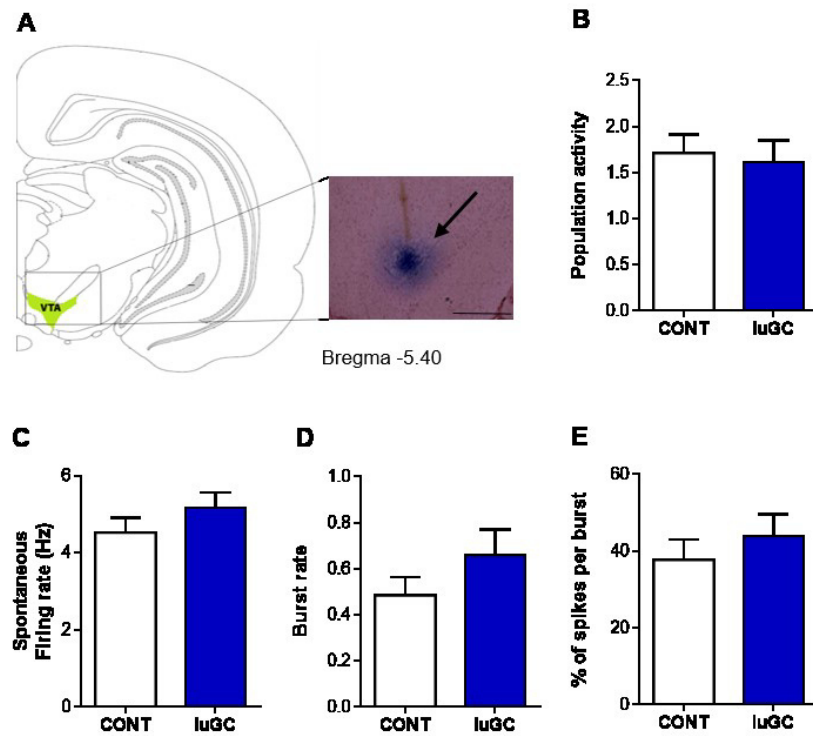 A
VTA
Bregma -5.40
B
Population activity
2.5
2.0
1.5
1.0
0.5
0.0
CONT
IuGC
C
Spontaneous
Firing rate (Hz)
6
4
2
0
CONT
IuGC
D
Burst rate
1.0
0.8
0.6
0.4
0.2
0.0
CONT
IuGC
E
% of spikes per burst
60
40
20
0
CONT
IuGC